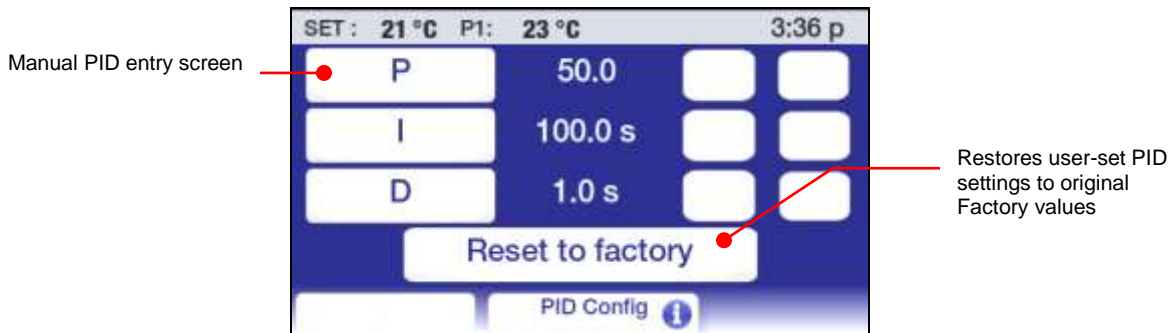 SET : 21 °C P1: 23 °C 3:36 p
Manual PID entry screen
P 50.0
I 100.0 s
D 1.0 s
Restores user-set PID
settings to original
Factory values
Reset to factory
PID Config i